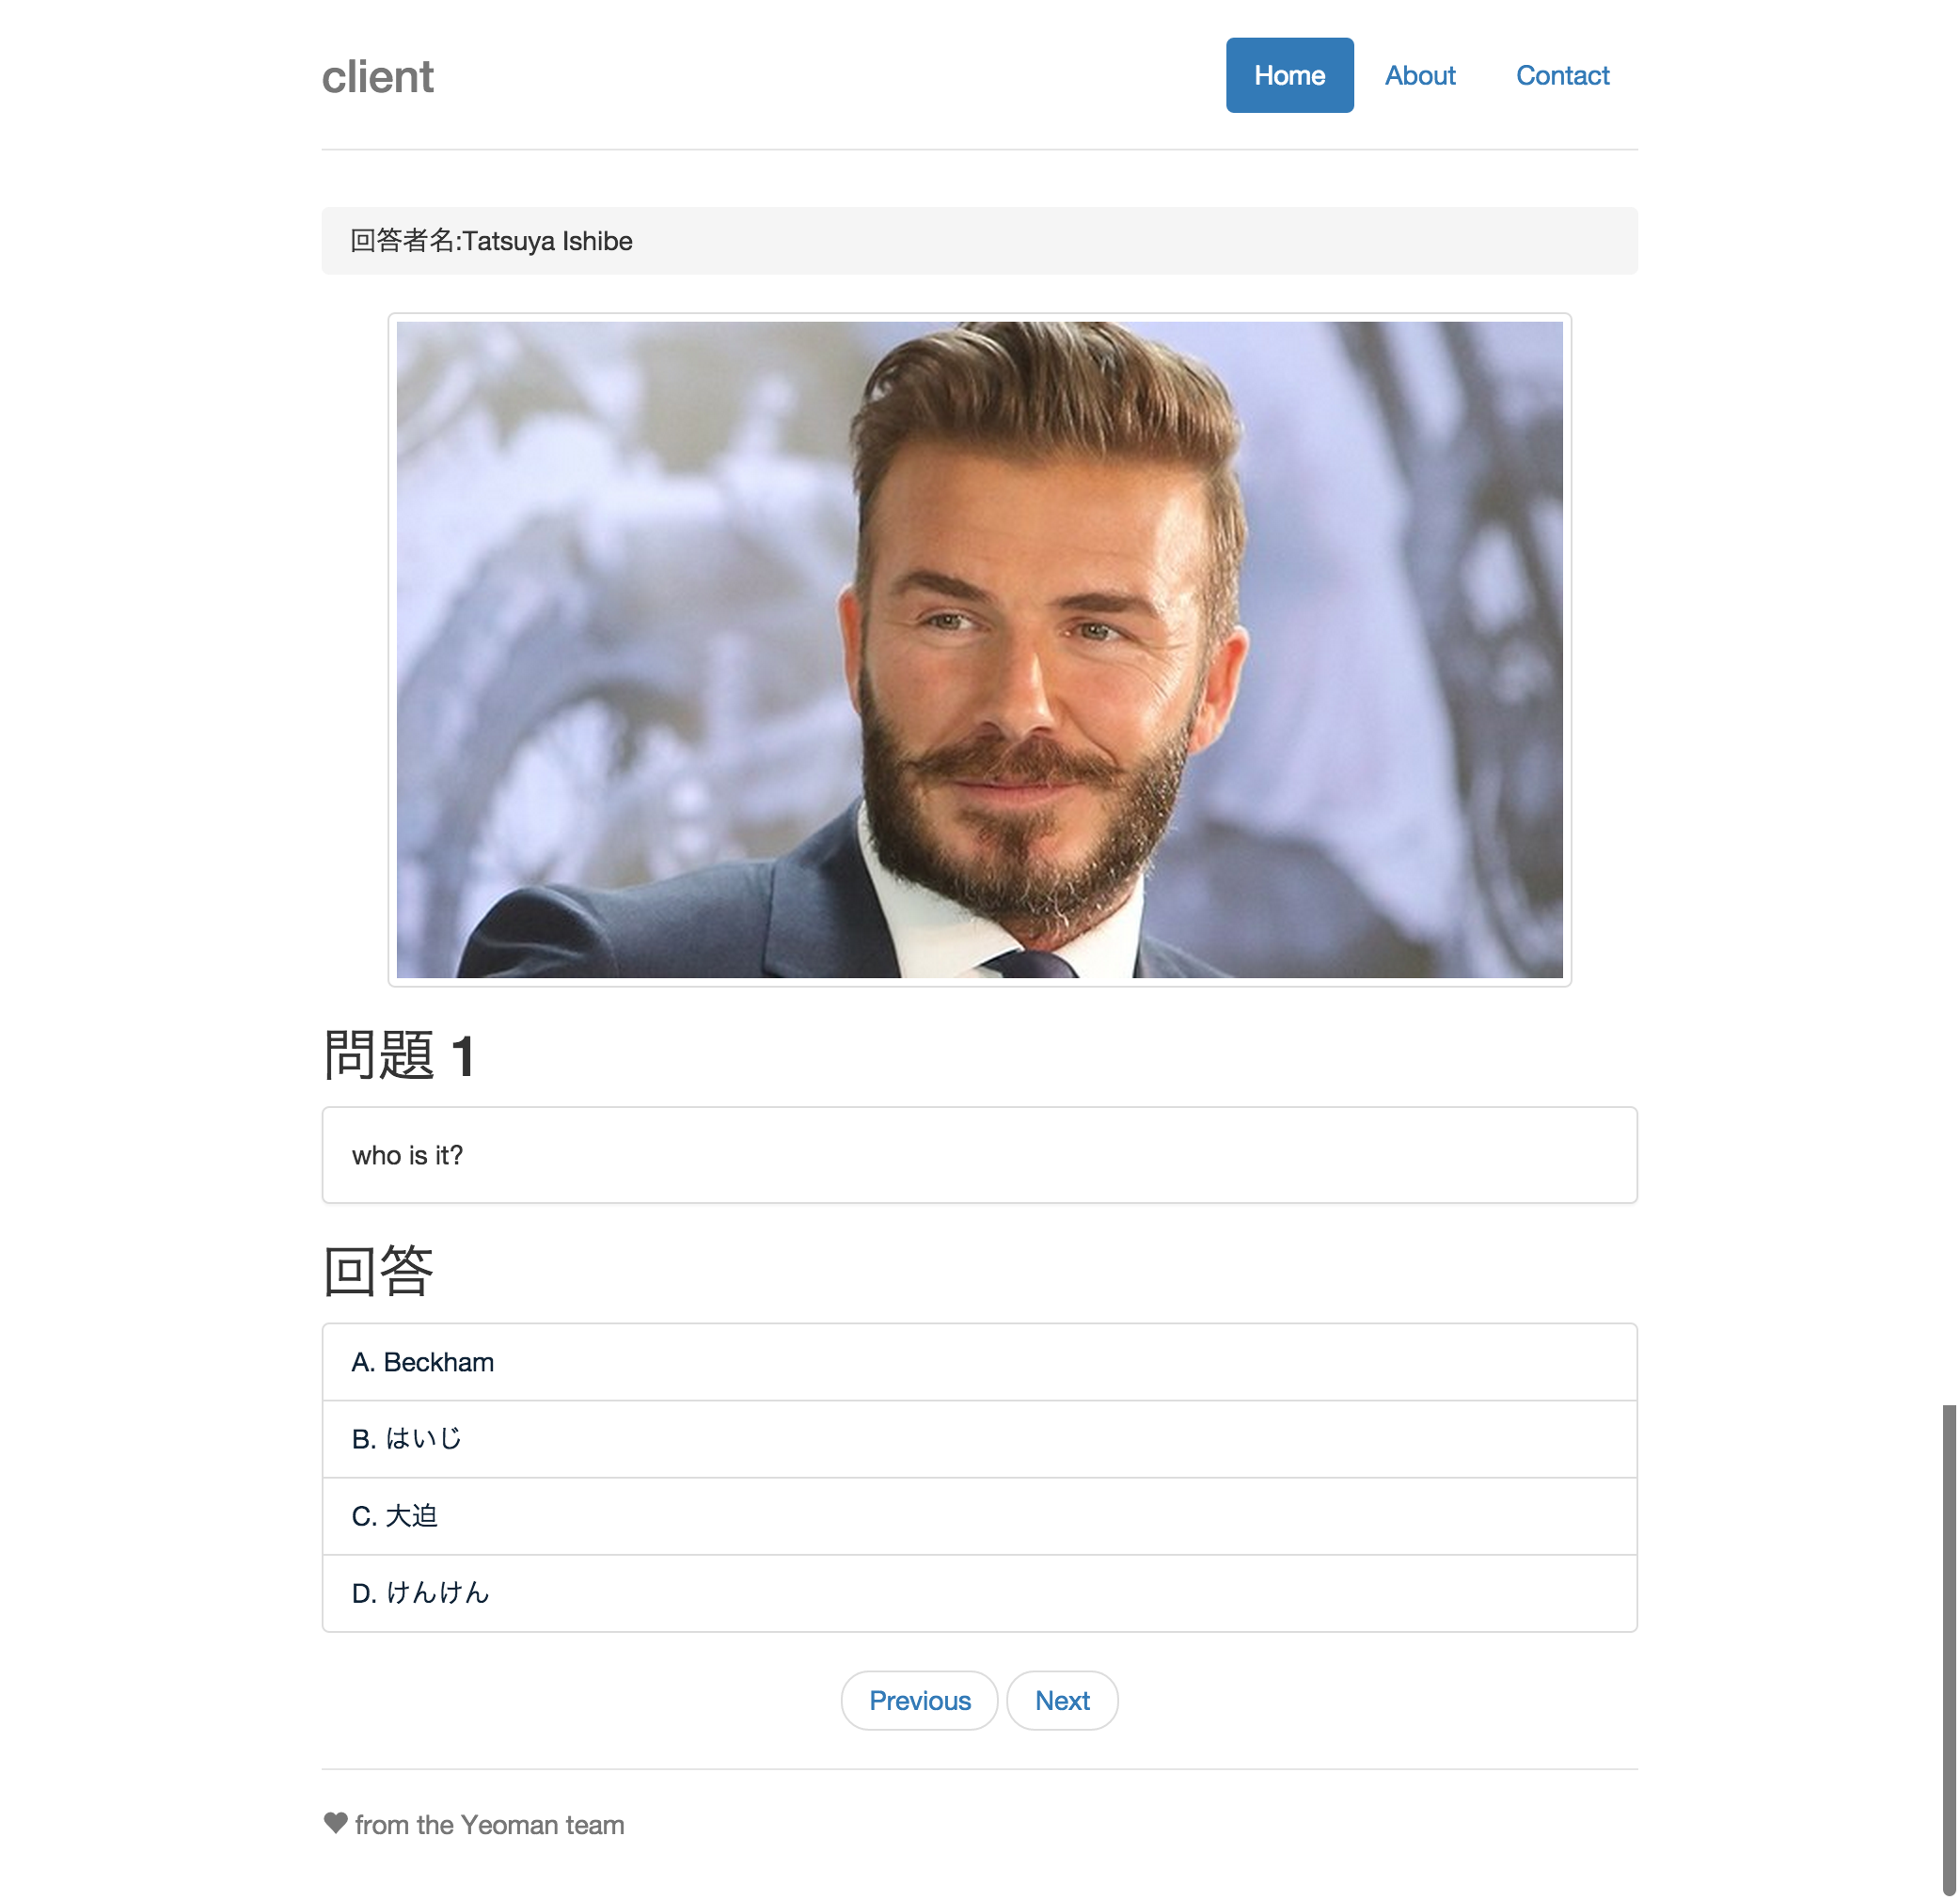 client
Home About Contact
回答者名:Tatsuya Ishibe
問題 1
who is it?
回答
A. Beckham
B. はいじ
C. 大迫
D. けんけん
Previous Next
from the Yeoman team